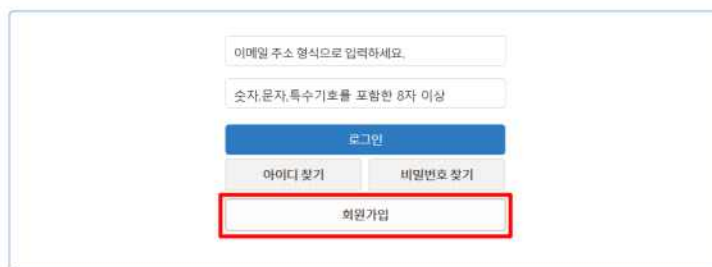 이메일 주소 형식으로 입력하세요.
숫자,문자,특수기호를 포함한 8자 이상
로그인
아이디 찾기
비밀번호 찾기
회원가입